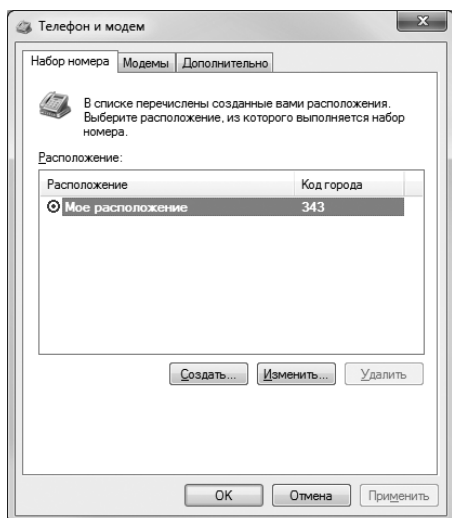 Телефон и модем
Набор номера Модемы Дополнительно
В списке перечислены созданные вами расположения.
Выберите расположение, из которого выполняется набор
номера.
Расположение:
Расположение Код города
Мое расположение 343
Создать... Изменить... Удалить
OK Отмена Применить